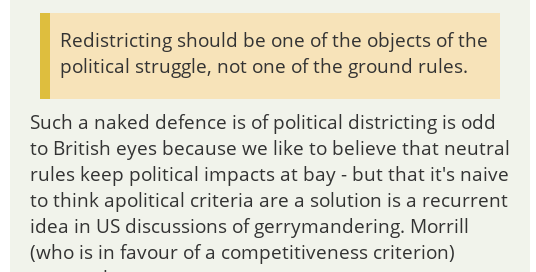 Redistricting should be one of the objects of the
political struggle, not one of the ground rules.
Such a naked defence is of political districting is odd
to British eyes because we like to believe that neutral
rules keep political impacts at bay - but that it's naive
to think apolitical criteria are a solution is a recurrent
idea in US discussions of gerrymandering. Morrill
(who is in favour of a competitiveness criterion)